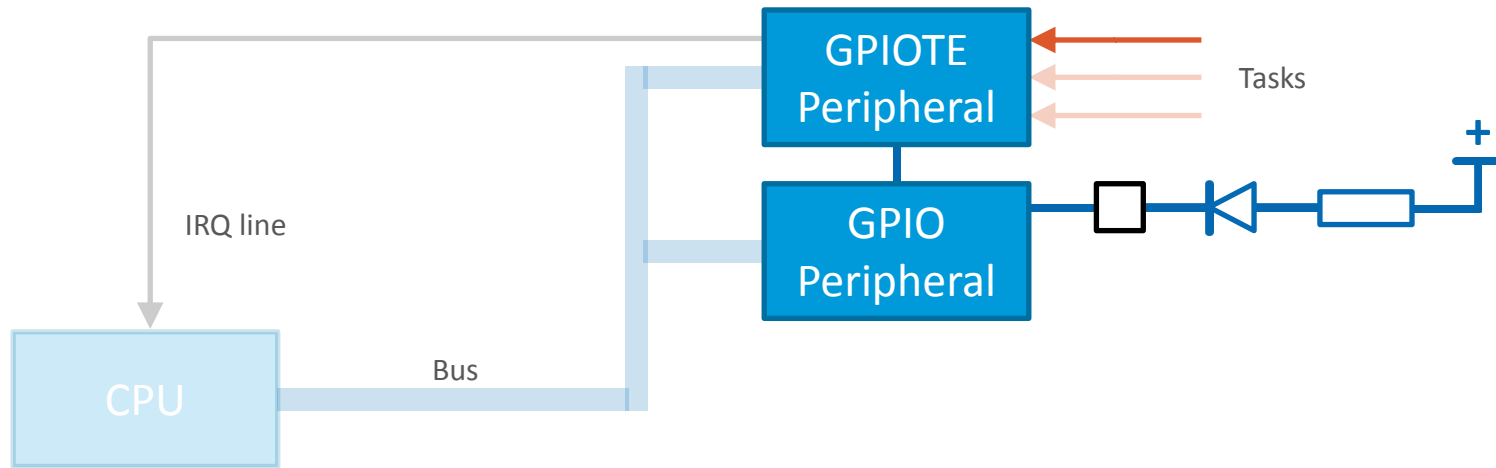 GPIOTE
Peripheral
Tasks
+
GPIO
Peripheral
IRQ line
Bus
CPU